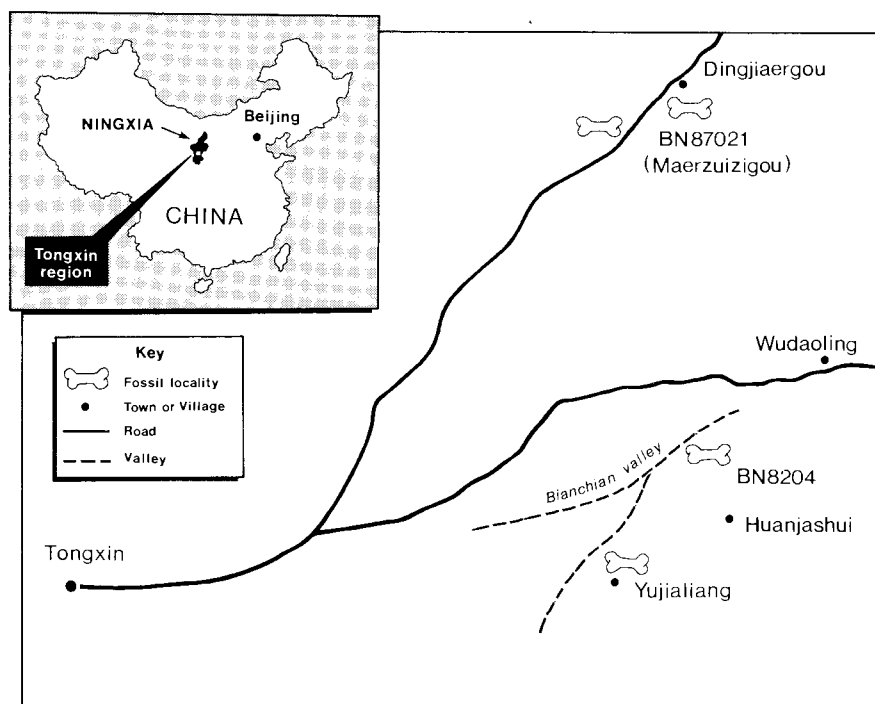 NINGXIA
Beijing
CHINA
Tongxin
region
Dingjiaergou
BN87021
(Maerzuizigou)
Key
Fossil locality
Town or Village
Road
Valley
Wudaoling
Bianchian valley
BN8204
Huanjashui
Tongxin
Yujialiang